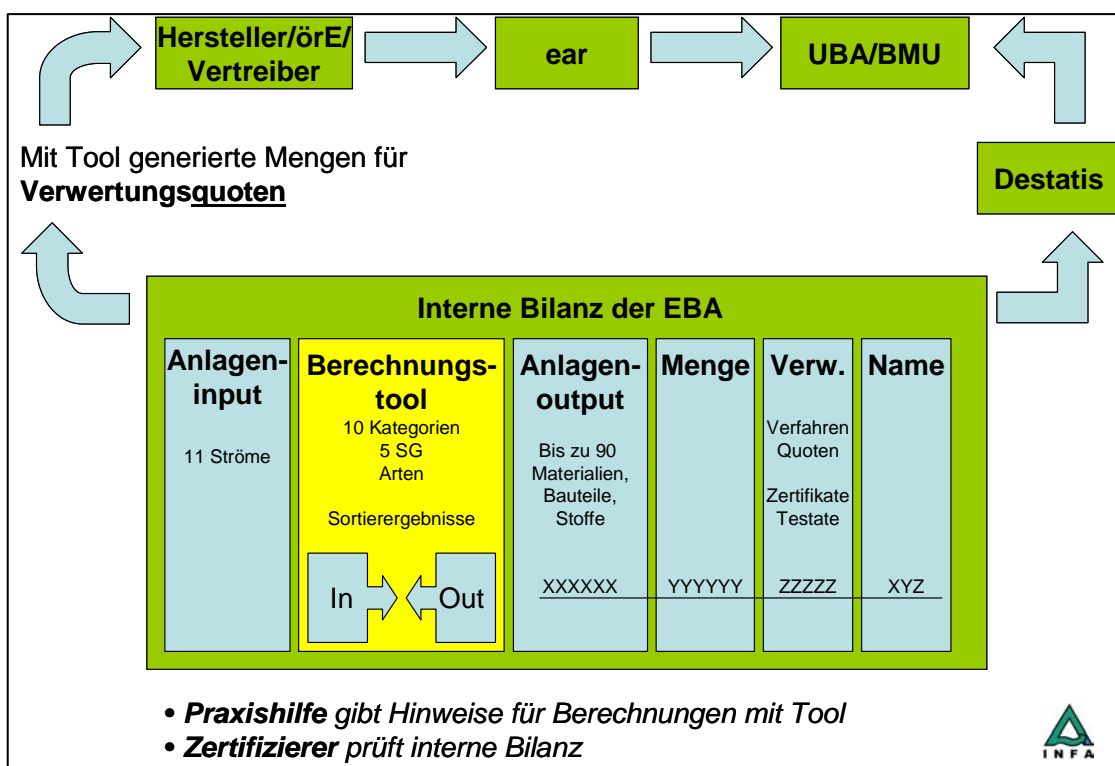 Hersteller/örE/
Vertreiber
ear
UBA/BMU
Mit Tool generierte Mengen für
Verwertungsquoten
Destatis
Interne Bilanz der EBA
Anlagen-
input
11 Ströme
Berechnungs-
tool
10 Kategorien
5 SG
Arten
Sortierergebnisse
In
Out
Anlagen-
output
Bis zu 90
Materialien,
Bauteile,
Stoffe
XXXXXX
Menge
YYYYYY
Verw.
Verfahren
Quoten
Zertifikate
Testate
ZZZZZ
Name
XYZ
• Praxishilfe gibt Hinweise für Berechnungen mit Tool
• Zertifizierer prüft interne Bilanz
INFA